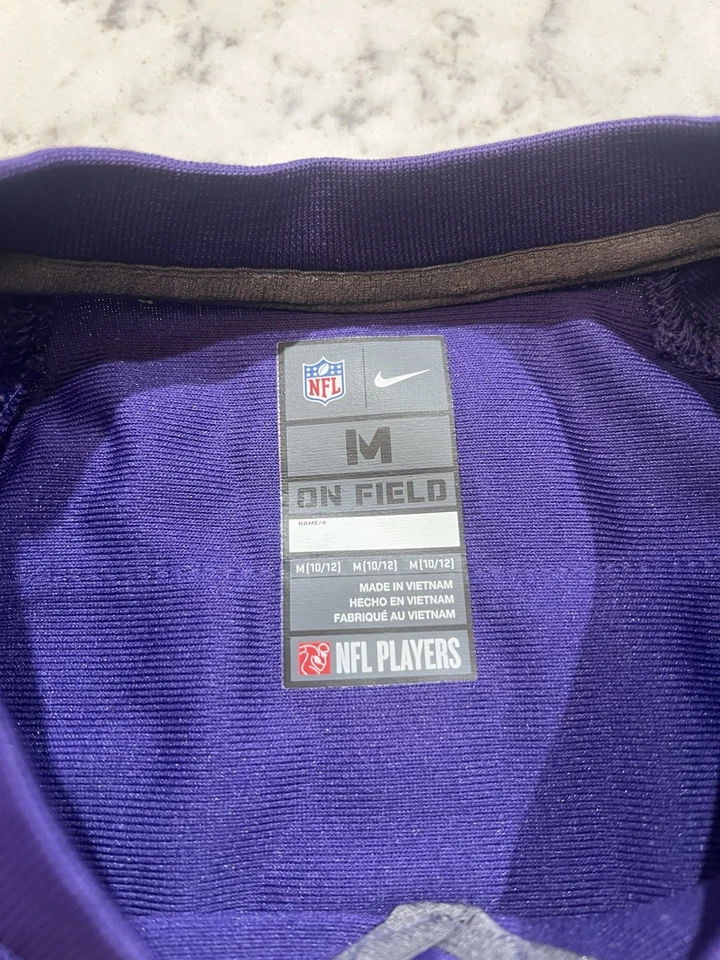 NFL
M
ON FIELD
NAME/#
M(10/12) M(10/12) M(10/12)
MADE IN VIETNAM
HECHO EN VIETNAM
FABRIQUÉ AU VIETNAM
NFL PLAYERS